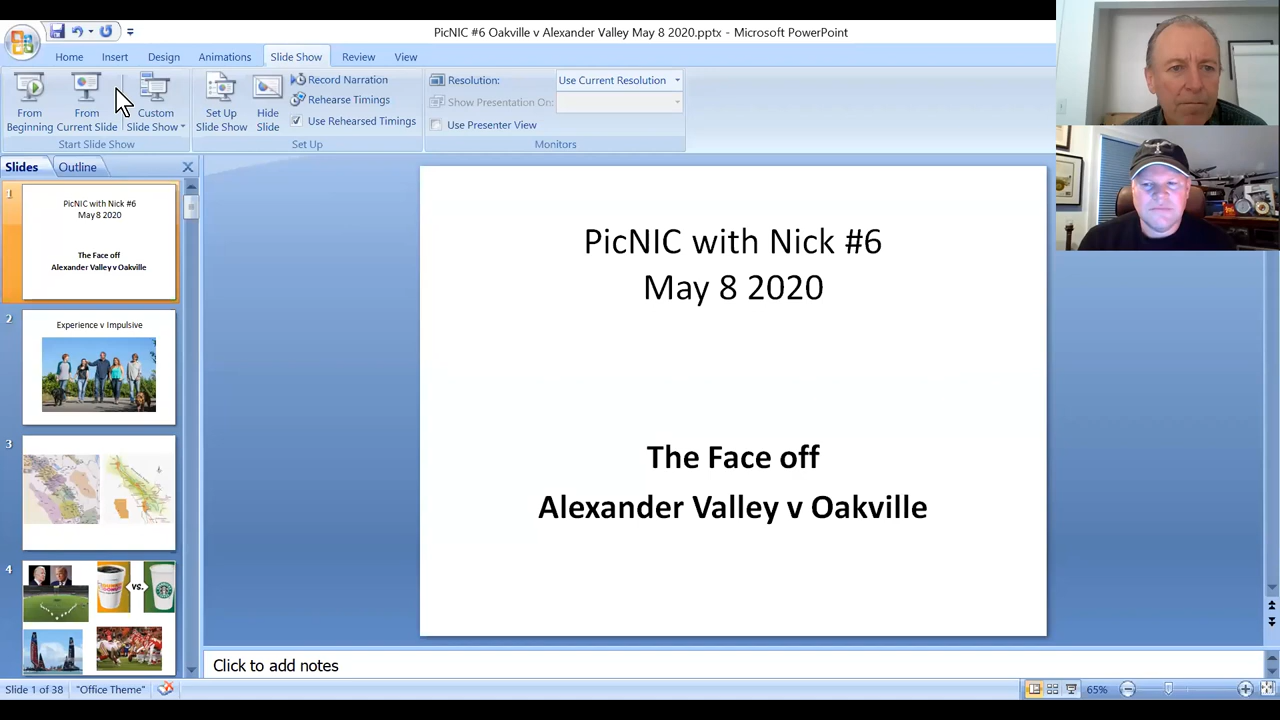 PicNIC #6 Oakville v Alexander Valley May 8 2020.pptx - Microsoft PowerPoint
Home Insert Design Animations Slide Show Review View
From Beginning
From Current Slide
Custom Slide Show
Start Slide Show
Set Up Slide Show
Hide Slide
Record Narration
Rehearse Timings
Use Rehearsed Timings
Set Up
Resolution: Use Current Resolution
Show Presentation On:
Use Presenter View
Monitors
Slides Outline
1
PicNIC with Nick #6
May 8 2020
The Face off
Alexander Valley v Oakville
2
Experience v Impulsive
3
4
VS.
PicNIC with Nick #6
May 8 2020
The Face off
Alexander Valley v Oakville
Click to add notes
Slide 1 of 38 "Office Theme" 65%